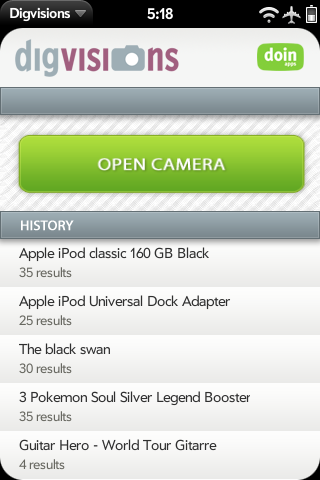 Digvisions
5:18
digvisions
doin
apps
OPEN CAMERA
HISTORY
Apple iPod classic 160 GB Black
35 results
Apple iPod Universal Dock Adapter
25 results
The black swan
30 results
3 Pokemon Soul Silver Legend Booster
35 results
Guitar Hero - World Tour Gitarre
4 results